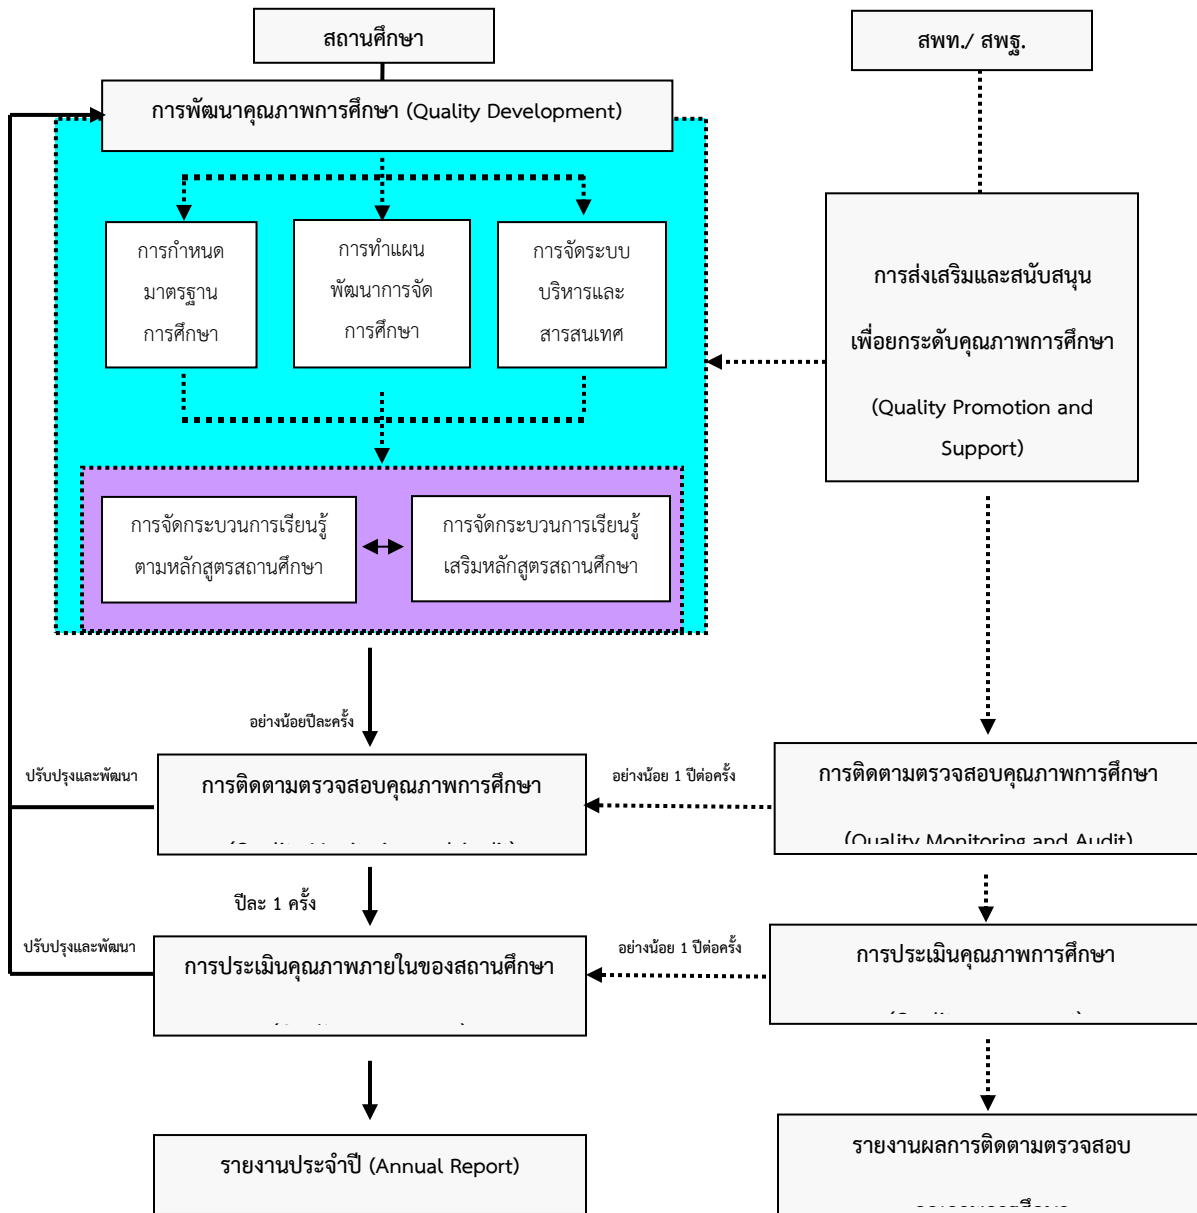 สถานศึกษา
สพท./ สพฐ.
การพัฒนาคุณภาพการศึกษา (Quality Development)
การกำหนด
มาตรฐาน
การศึกษา
การทำแผน
พัฒนาการจัด
การศึกษา
การจัดระบบ
บริหารและ
สารสนเทศ
การส่งเสริมและสนับสนุน
เพื่อยกระดับคุณภาพการศึกษา
(Quality Promotion and
Support)
การจัดกระบวนการเรียนรู้
ตามหลักสูตรสถานศึกษา
การจัดกระบวนการเรียนรู้
เสริมหลักสูตรสถานศึกษา
อย่างน้อยปีละครั้ง
ปรับปรุงและพัฒนา
การติดตามตรวจสอบคุณภาพการศึกษา
อย่างน้อย 1 ปีต่อครั้ง
การติดตามตรวจสอบคุณภาพการศึกษา
(Quality Monitoring and Audit)
ปีละ 1 ครั้ง
ปรับปรุงและพัฒนา
การประเมินคุณภาพภายในของสถานศึกษา
อย่างน้อย 1 ปีต่อครั้ง
การประเมินคุณภาพการศึกษา
รายงานประจำปี (Annual Report)
รายงานผลการติดตามตรวจสอบ